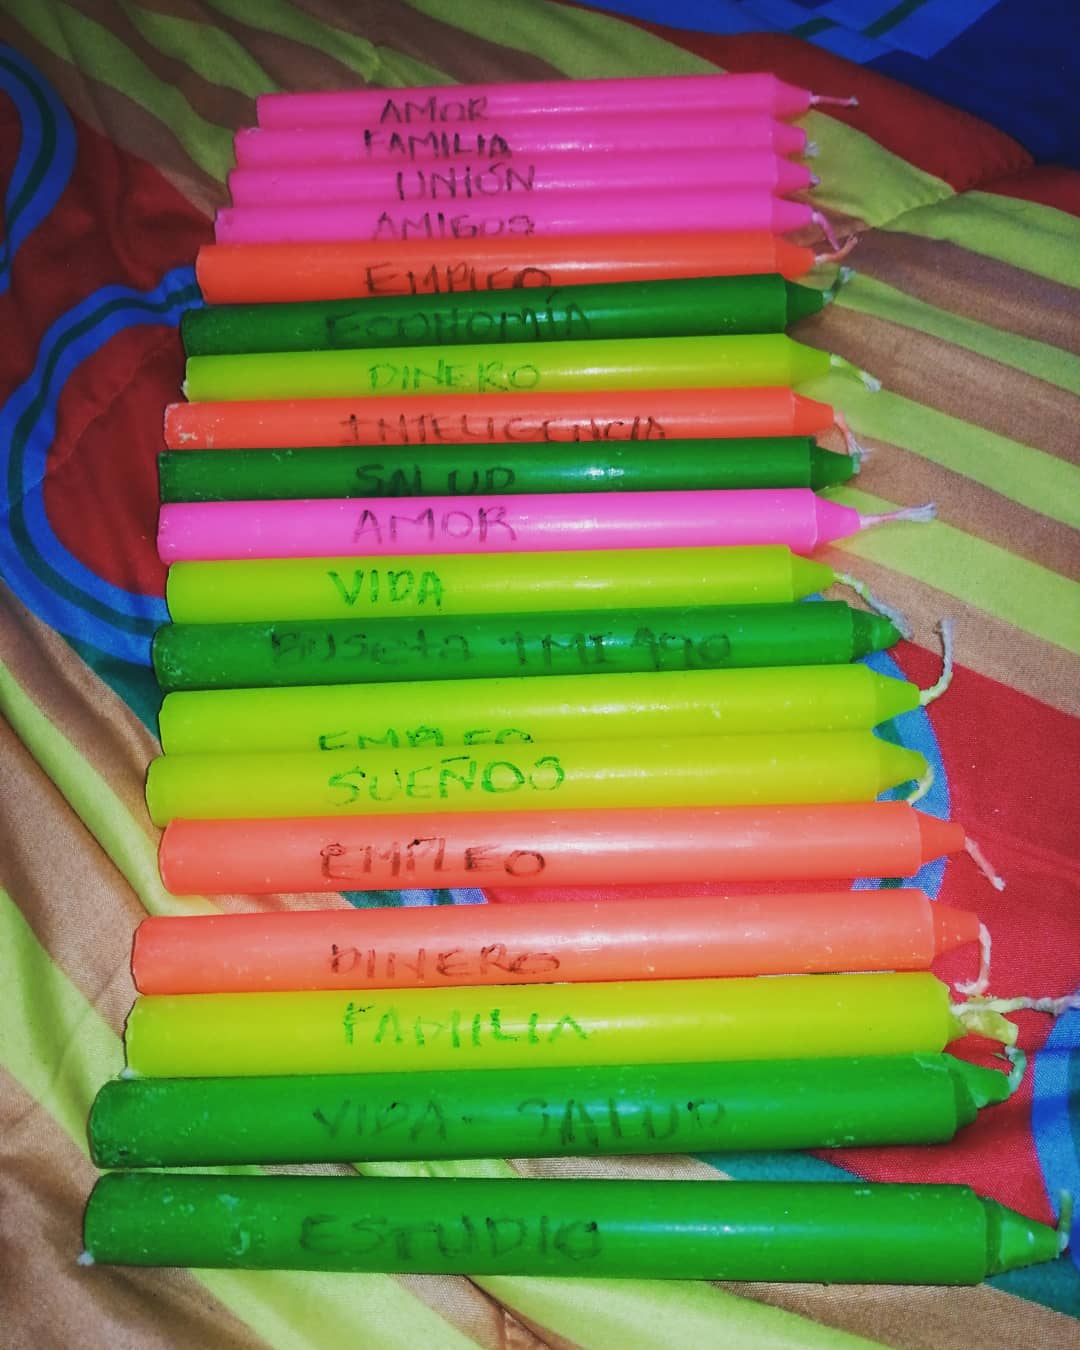 AMOR
FAMILIA
UNIÓN
AMIGOS
EMPLEO
ECONOMÍA
DINERO
INTELIGENCIA
SALUD
AMOR
VIDA
Buseta 1
EMPLEO
SUEÑOS
EMPLEO
DINERO
FAMILIA
VIDA - SALUD
ESTUDIO